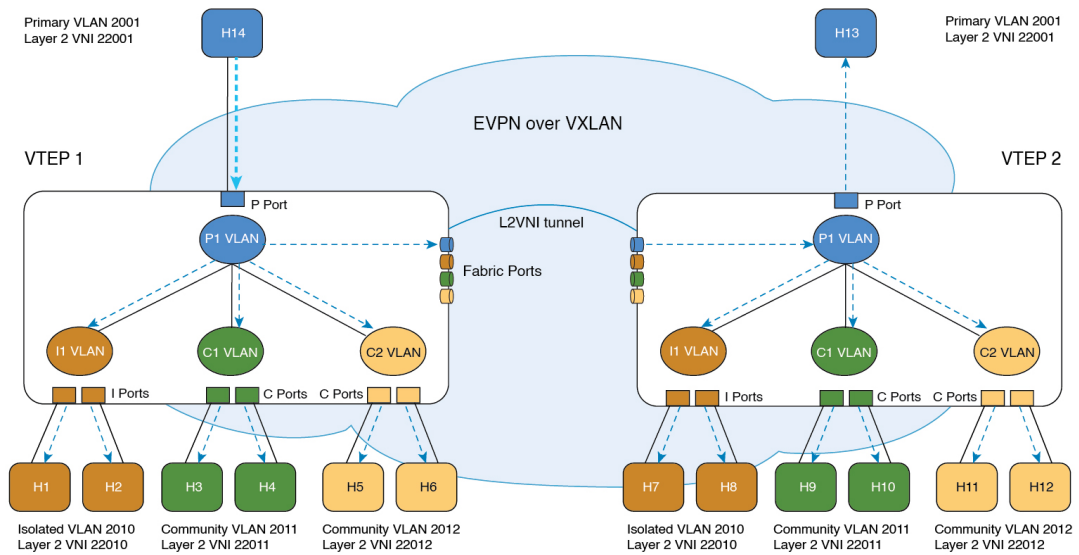 Primary VLAN 2001
Layer 2 VNI 22001
H14
H13
Primary VLAN 2001
Layer 2 VNI 22001
EVPN over VXLAN
VTEP 1
VTEP 2
P Port
P Port
P1 VLAN
L2VNI tunnel
P1 VLAN
Fabric Ports
I1 VLAN
C1 VLAN
C2 VLAN
I1 VLAN
C1 VLAN
C2 VLAN
I Ports
C Ports
C Ports
I Ports
C Ports
C Ports
H1
H2
H3
H4
H5
H6
H7
H8
H9
H10
H11
H12
Isolated VLAN 2010
Layer 2 VNI 22010
Community VLAN 2011
Layer 2 VNI 22011
Community VLAN 2012
Layer 2 VNI 22012
Isolated VLAN 2010
Layer 2 VNI 22010
Community VLAN 2011
Layer 2 VNI 22011
Community VLAN 2012
Layer 2 VNI 22012